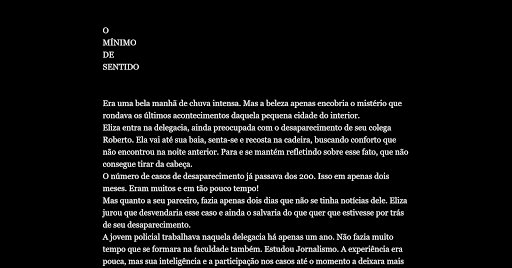 O
MÍNIMO
DE
SENTIDO
Era uma bela manhã de chuva intensa. Mas a beleza apenas encobria o mistério que
rondava os últimos acontecimentos daquela pequena cidade do interior.
Eliza entra na delegacia, ainda preocupada com o desaparecimento de seu colega
Roberto. Ela vai até sua baia, senta-se e recosta na cadeira, buscando conforto que
não encontrou na noite anterior. Para e se mantém refletindo sobre esse fato, que não
consegue tirar da cabeça.
O número de casos de desaparecimento já passava dos 200. Isso em apenas dois
meses. Eram muitos e em tão pouco tempo!
Mas quanto a seu parceiro, fazia apenas dois dias que não se tinha notícias dele. Eliza
jurou que desvendaria esse caso e ainda o salvaria do que quer que estivesse por trás
de seu desaparecimento.
A jovem policial trabalhava naquela delegacia há apenas um ano. Não fazia muito
tempo que se formara na faculdade também. Estudou Jornalismo. A experiência era
pouca, mas sua inteligência e a participação nos casos até o momento a deixara mais